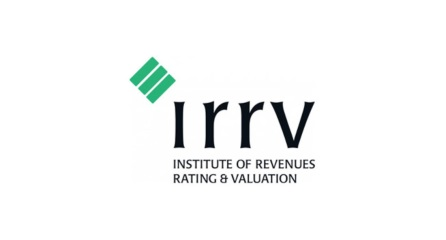 irrv
INSTITUTE OF REVENUES
RATING & VALUATION